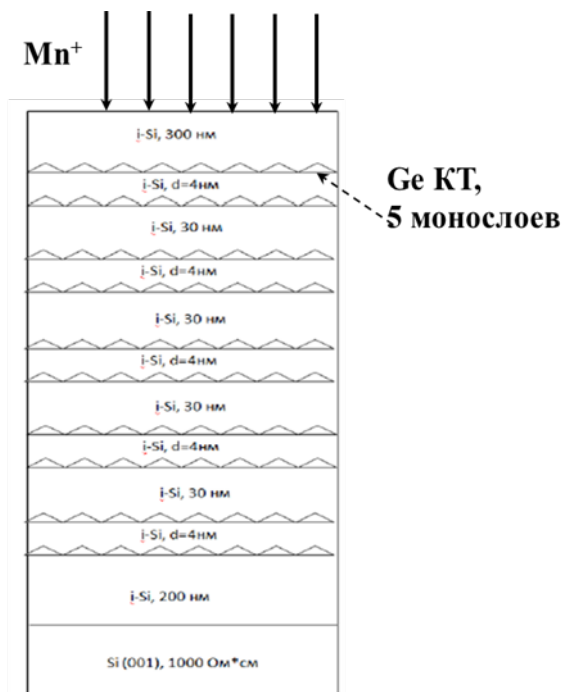 Mn+
i-Si, 300 нм
i-Si, d=4нм
Ge КТ,
5 монослоев
i-Si, 30 нм
i-Si, d=4нм
i-Si, 30 нм
i-Si, d=4нм
i-Si, 30 нм
i-Si, d=4нм
i-Si, 30 нм
i-Si, d=4нм
i-Si, 200 нм
Si (001), 1000 Ом*см